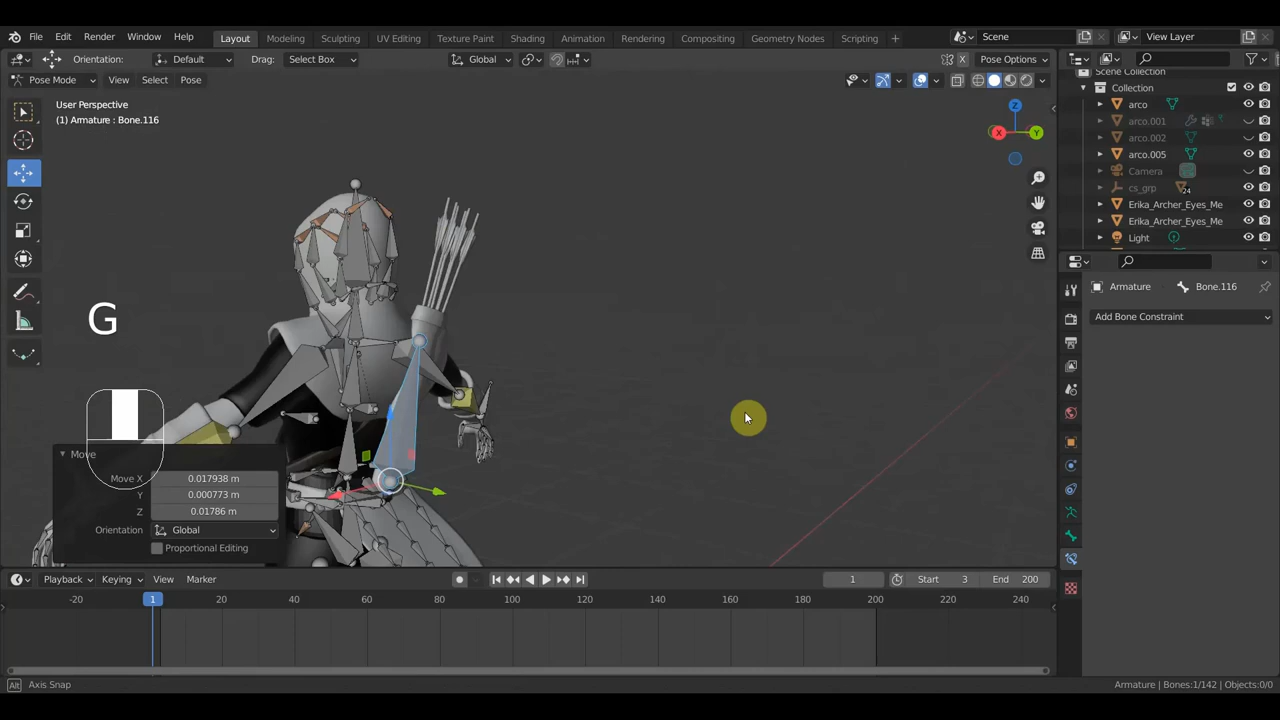 File Edit Render Window Help Layout Modeling Sculpting UV Editing Texture Paint Shading Animation Rendering Compositing Geometry Nodes Scripting + Scene View Layer
Orientation: Default Drag: Select Box Global X Pose Options
Pose Mode View Select Pose
User Perspective
(1) Armature : Bone.116
Z
X
Y
Scene Collection
Collection
arco
arco.001
arco.002
arco.005
Camera
cs_grp 24
Erika_Archer_Eyes_Me
Erika_Archer_Eyes_Me
Light
Armature Bone.116
Add Bone Constraint
G
Move
Move X 0.017938 m
Y 0.000773 m
Z 0.01786 m
Orientation Global
Proportional Editing
Playback Keying View Marker 1 Start 3 End 200
-20 1 20 40 60 80 100 120 140 160 180 200 220 240
Alt Axis Snap Armature | Bones:1/142 | Objects:0/0